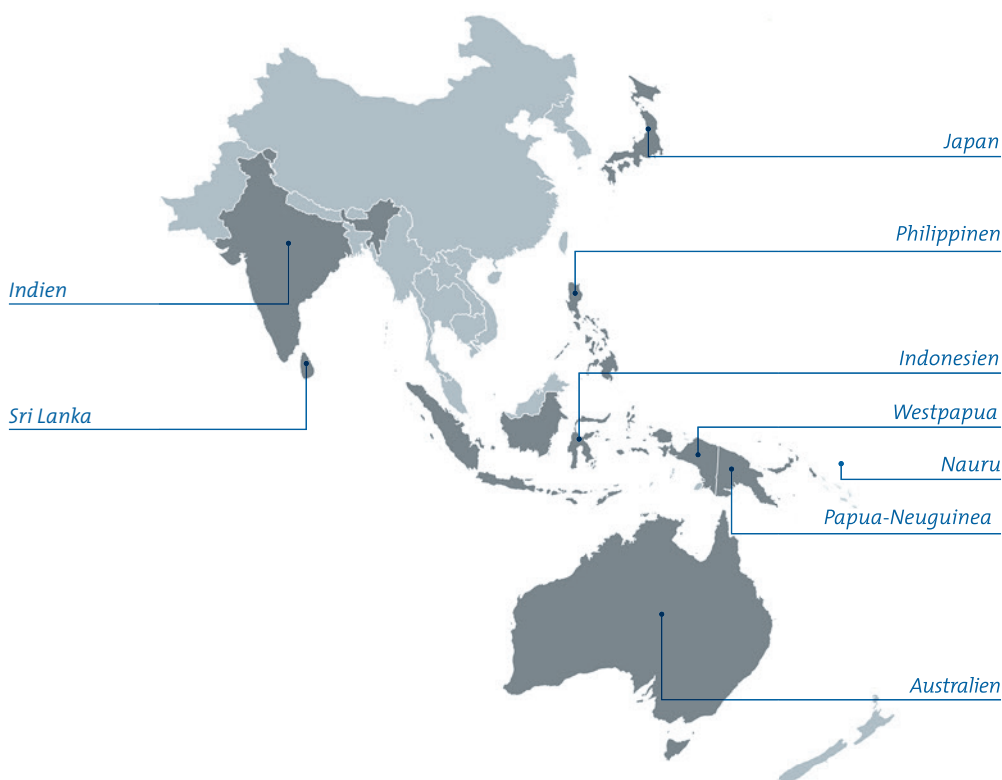 Japan
Philippinen
Indien
Indonesien
Sri Lanka
Westpapua
Nauru
Papua-Neuguinea
Australien